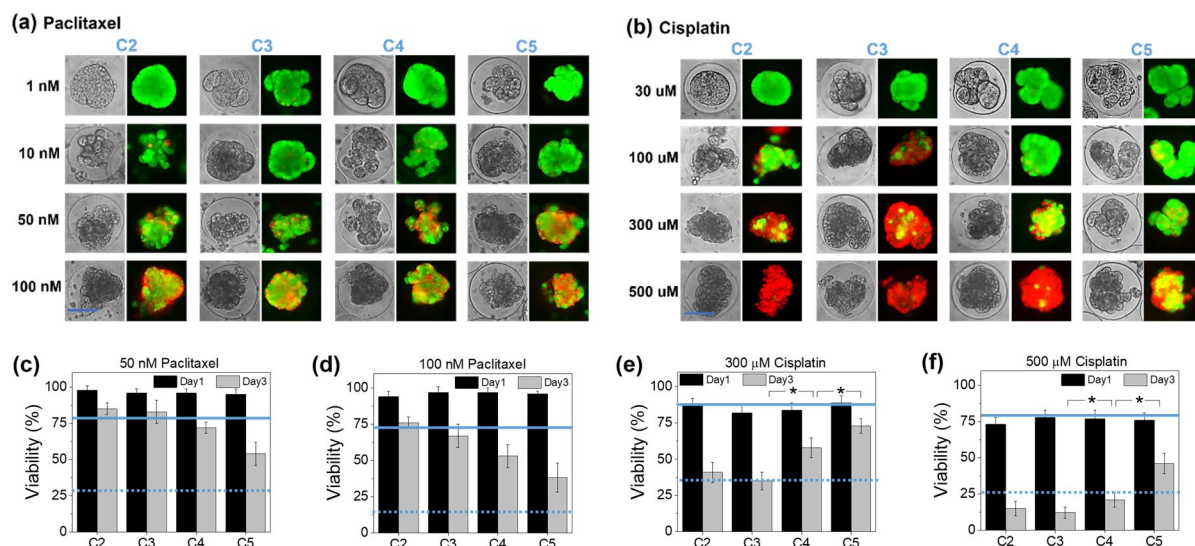 (a) Paclitaxel
C2 C3 C4 C5
1 nM
10 nM
50 nM
100 nM
(b) Cisplatin
C2 C3 C4 C5
30 uM
100 uM
300 uM
500 uM
(c) 50 nM Paclitaxel
Day1 Day3
Viability (%)
100
75
50
25
0
C2 C3 C4 C5
(d) 100 nM Paclitaxel
Day1 Day3
Viability (%)
100
75
50
25
0
C2 C3 C4 C5
(e) 300 μM Cisplatin
Day1 Day3
* *
Viability (%)
100
75
50
25
0
C2 C3 C4 C5
(f) 500 μM Cisplatin
Day1 Day3
* *
Viability (%)
100
75
50
25
0
C2 C3 C4 C5